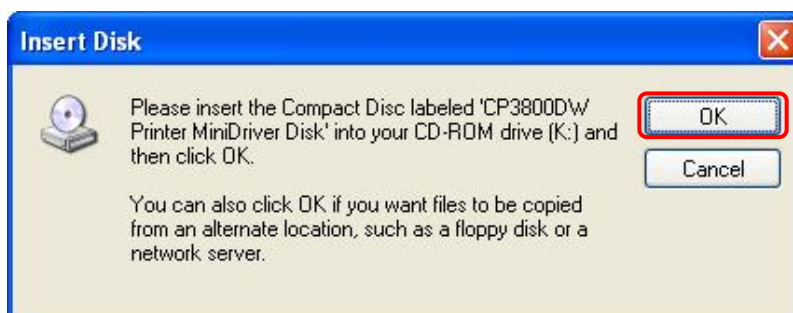 Insert Disk
Please insert the Compact Disc labeled 'CP3800DW
Printer MiniDriver Disk' into your CD-ROM drive (K:) and
then click OK.
You can also click OK if you want files to be copied
from an alternate location, such as a floppy disk or a
network server.
OK
Cancel